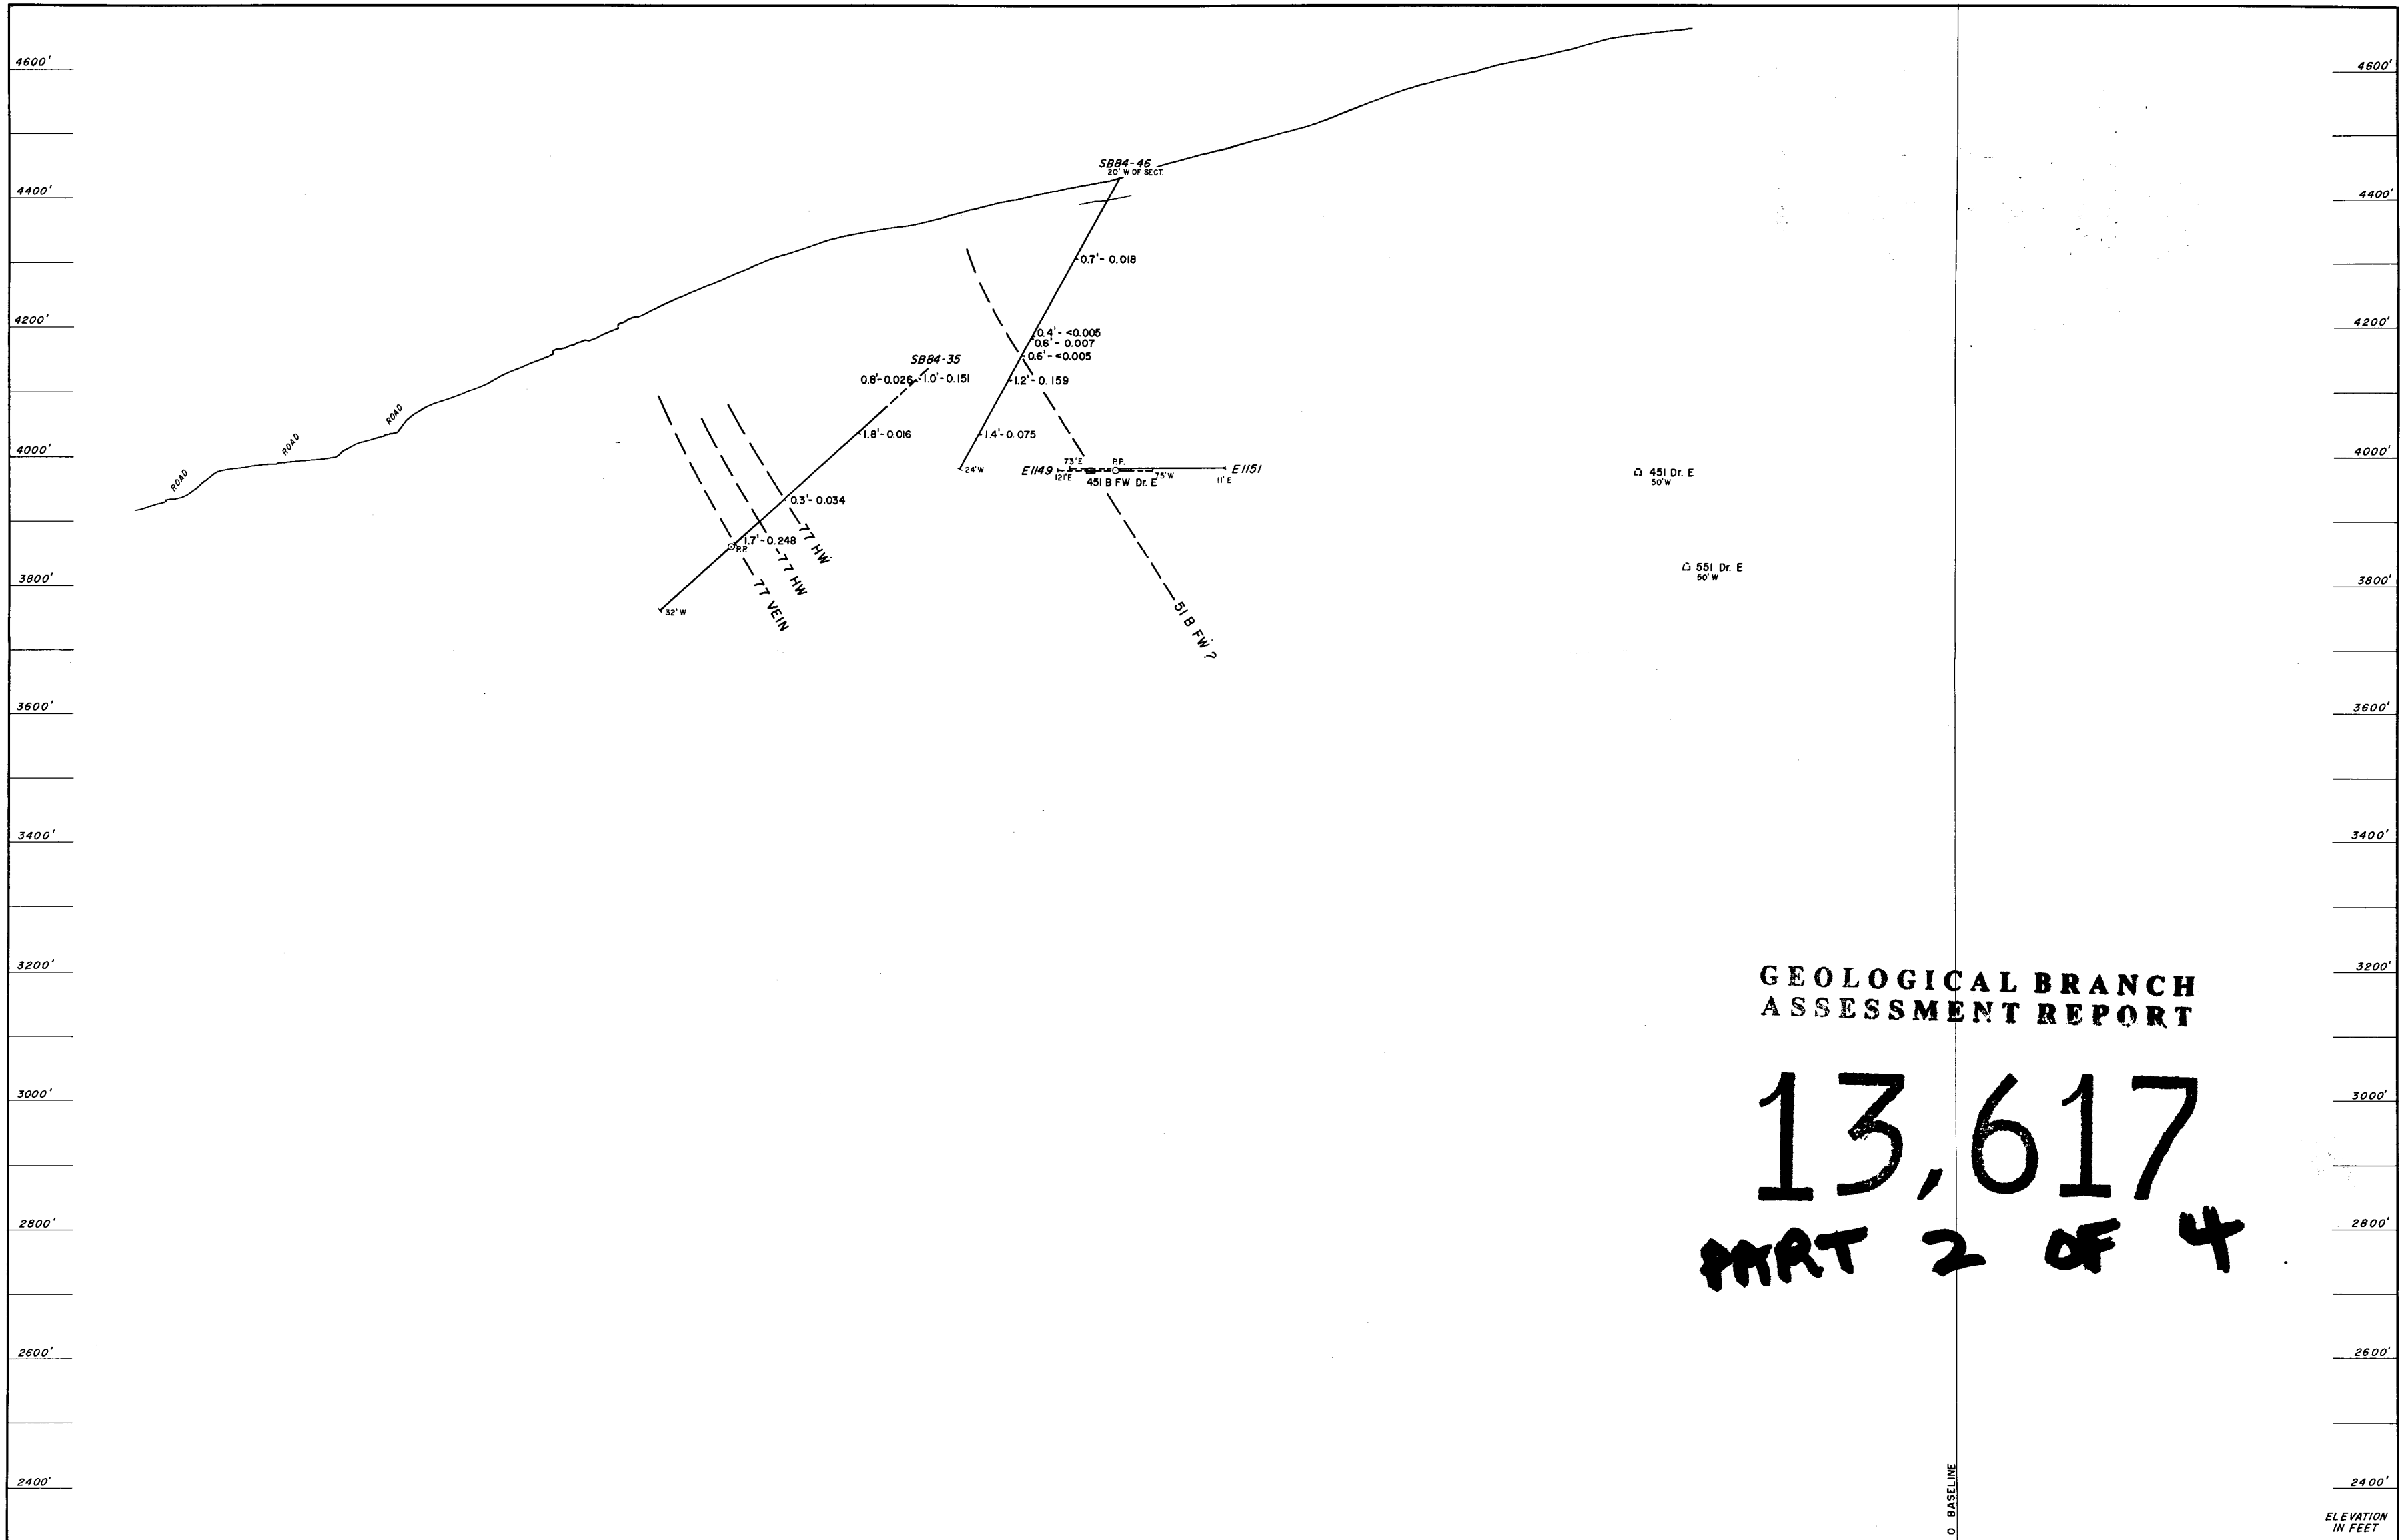 4600'
4600'
SB84-46
20' W OF SECT.
4400'
4400'
0.7' - 0.018
4200'
4200'
0.4' - <0.005
0.6' - 0.007
0.6' - <0.005
SB84-35
0.8' - 0.026
1.0' - 0.151
1.2' - 0.159
ROAD
ROAD
ROAD
1.8' - 0.016
1.4' - 0.075
4000'
4000'
24' W
E1149
73' E
P.P.
E1151
121' E
451 B FW Dr. E
75' W
11' E
451 Dr. E
50' W
0.3' - 0.034
77 HW
1.7' - 0.248
P.P.
77 HW
77 VEIN
3800'
3800'
551 Dr. E
50' W
32' W
51 B FW ?
3600'
3600'
3400'
3400'
3200'
3200'
GEOLOGICAL BRANCH
ASSESSMENT REPORT
3000'
3000'
13,617
2800'
2800'
PART 2 OF 4
2600'
2600'
2400'
2400'
O BASELINE
ELEVATION
IN FEET